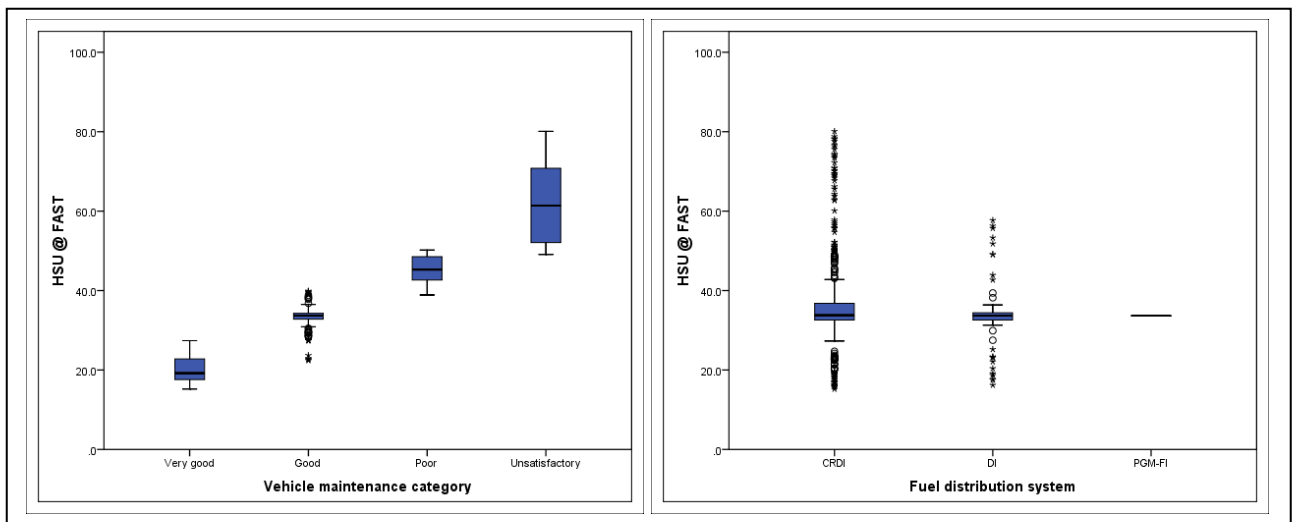 100.0
80.0
60.0
40.0
20.0
.0
HSU @ FAST
Very good Good Poor Unsatisfactory
Vehicle maintenance category
100.0
80.0
60.0
40.0
20.0
.0
HSU @ FAST
CRDI DI PGM-FI
Fuel distribution system